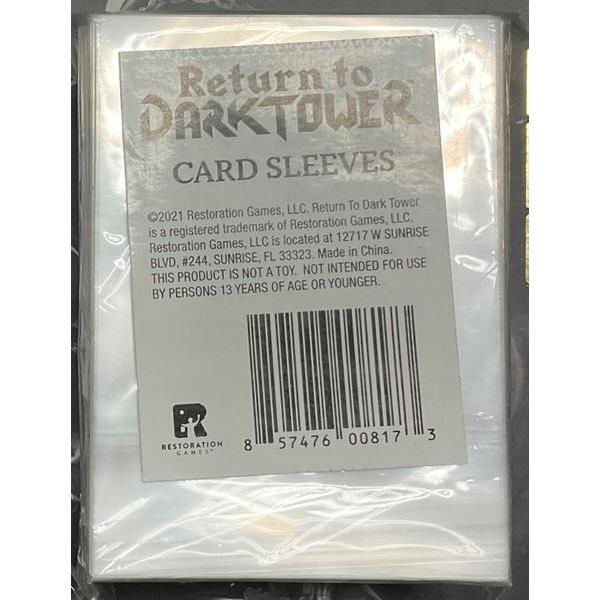 Return to
DARK TOWER™
CARD SLEEVES
©2021 Restoration Games, LLC. Return To Dark Tower
is a registered trademark of Restoration Games, LLC.
Restoration Games, LLC is located at 12717 W SUNRISE
BLVD, #244, SUNRISE, FL 33323. Made in China.
THIS PRODUCT IS NOT A TOY. NOT INTENDED FOR USE
BY PERSONS 13 YEARS OF AGE OR YOUNGER.
R
RESTORATION
GAMES™
8 57476 00817 3